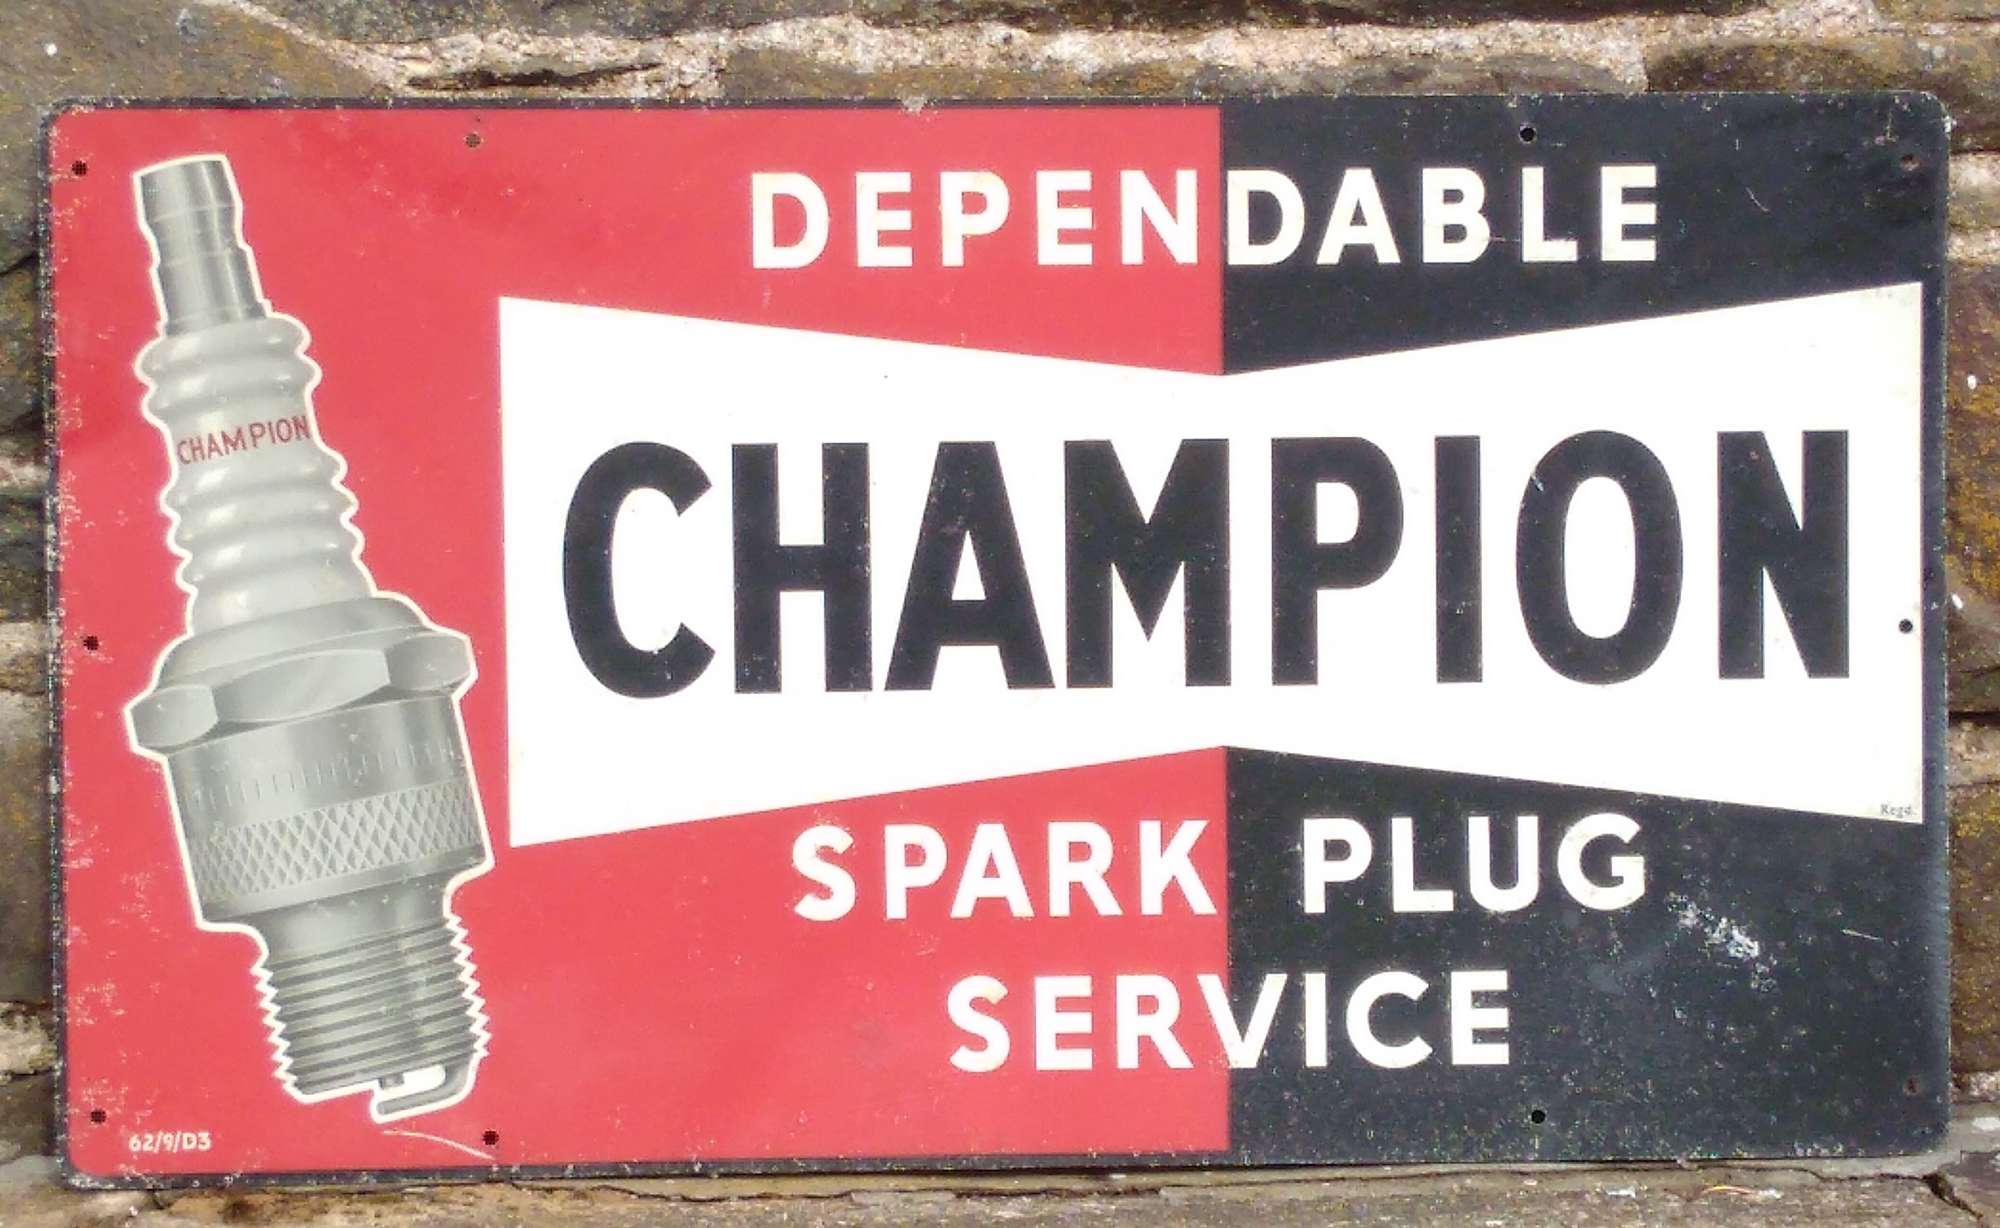 DEPENDABLE
CHAMPION
CHAMPION
Regd.
SPARK PLUG
SERVICE
62/9/D3